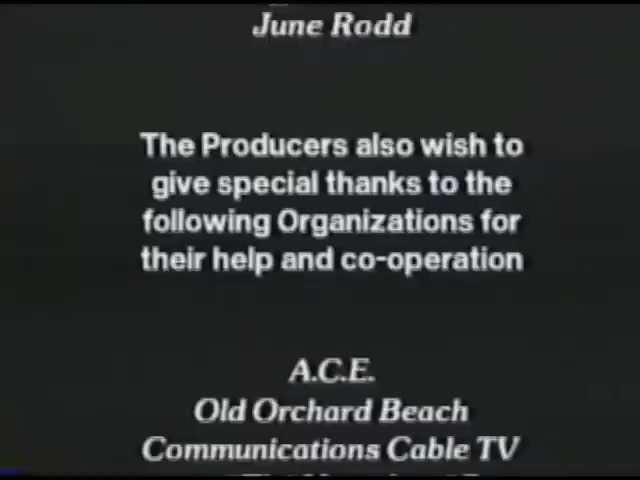 June Rodd
The Producers also wish to
give special thanks to the
following Organizations for
their help and co-operation
A.C.E.
Old Orchard Beach
Communications Cable TV